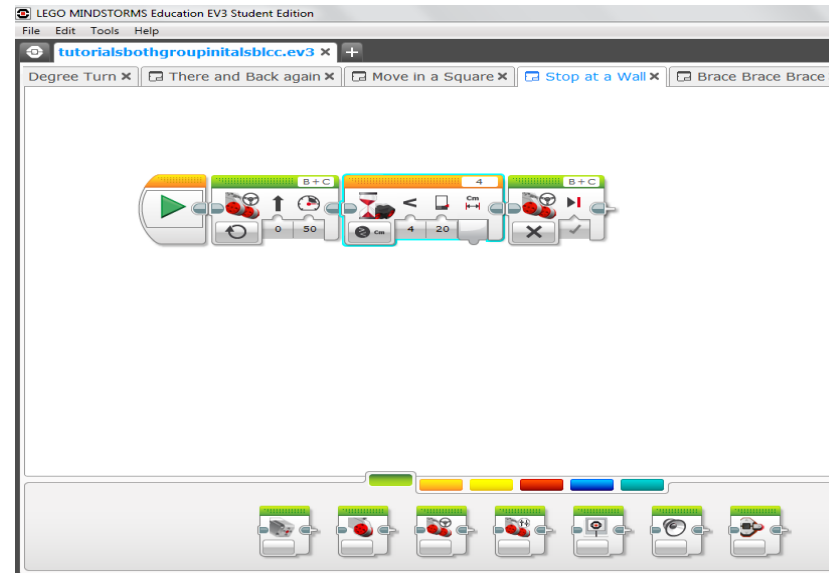 LEGO MINDSTORMS Education EV3 Student Edition
File Edit Tools Help
tutorialsbothgroupinitalsblcc.ev3 × +
Degree Turn × There and Back again × Move in a Square × Stop at a Wall × Brace Brace Brace
B+C 4 B+C
< Cm
0 50 Cm 4 20